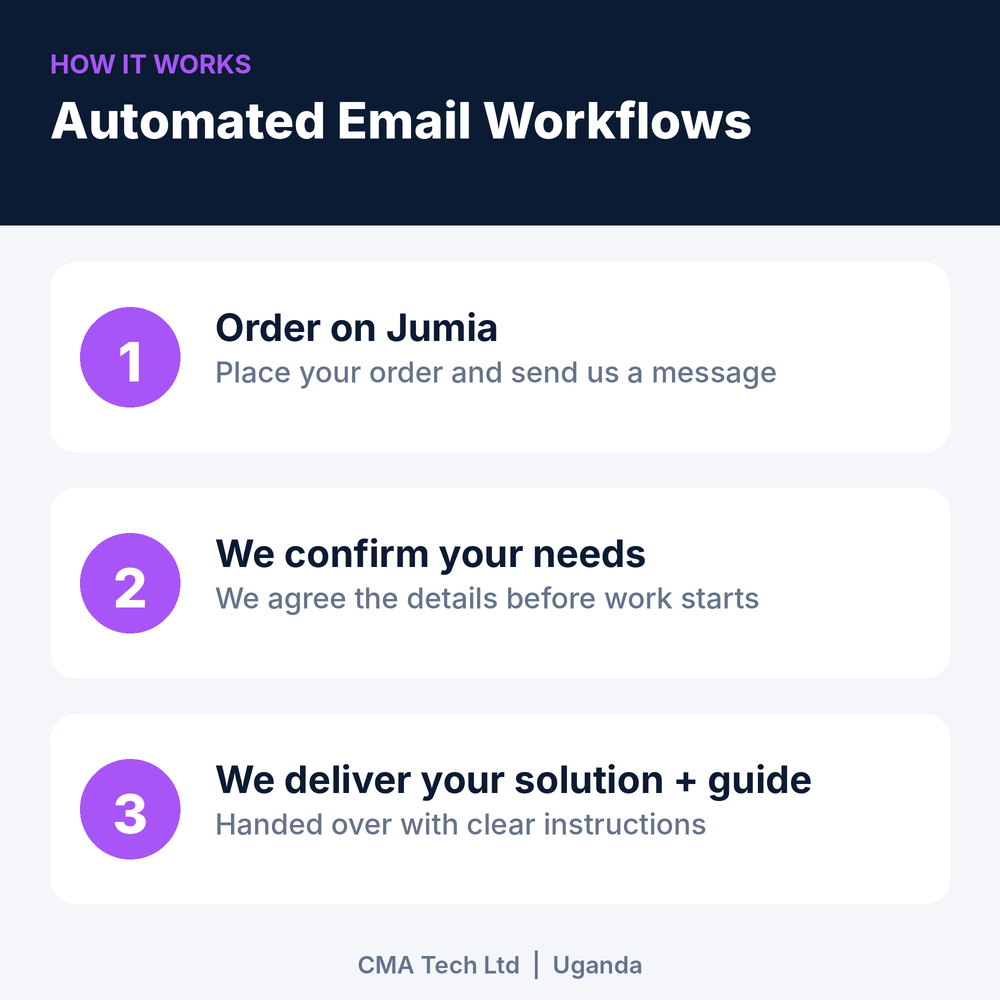 HOW IT WORKS
Automated Email Workflows
1
Order on Jumia
Place your order and send us a message
2
We confirm your needs
We agree the details before work starts
3
We deliver your solution + guide
Handed over with clear instructions
CMA Tech Ltd | Uganda